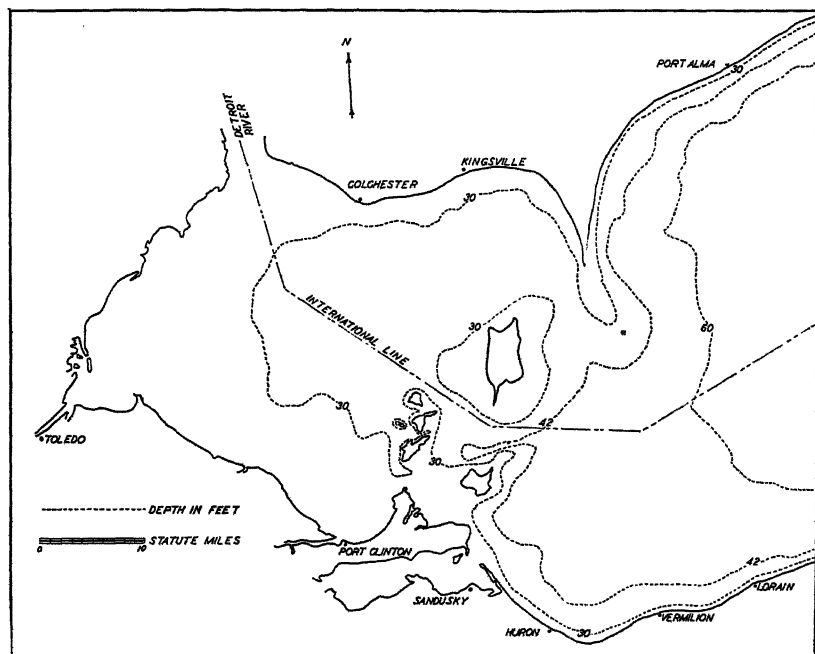 N
PORT ALMA
30
DETROIT
RIVER
KINGSVILLE
COLCHESTER
30
INTERNATIONAL LINE
30
60
30
42
TOLEDO
30
DEPTH IN FEET
STATUTE MILES
0 10
PORT CLINTON
SANDUSKY
42
LORAIN
VERMILION
HURON
30